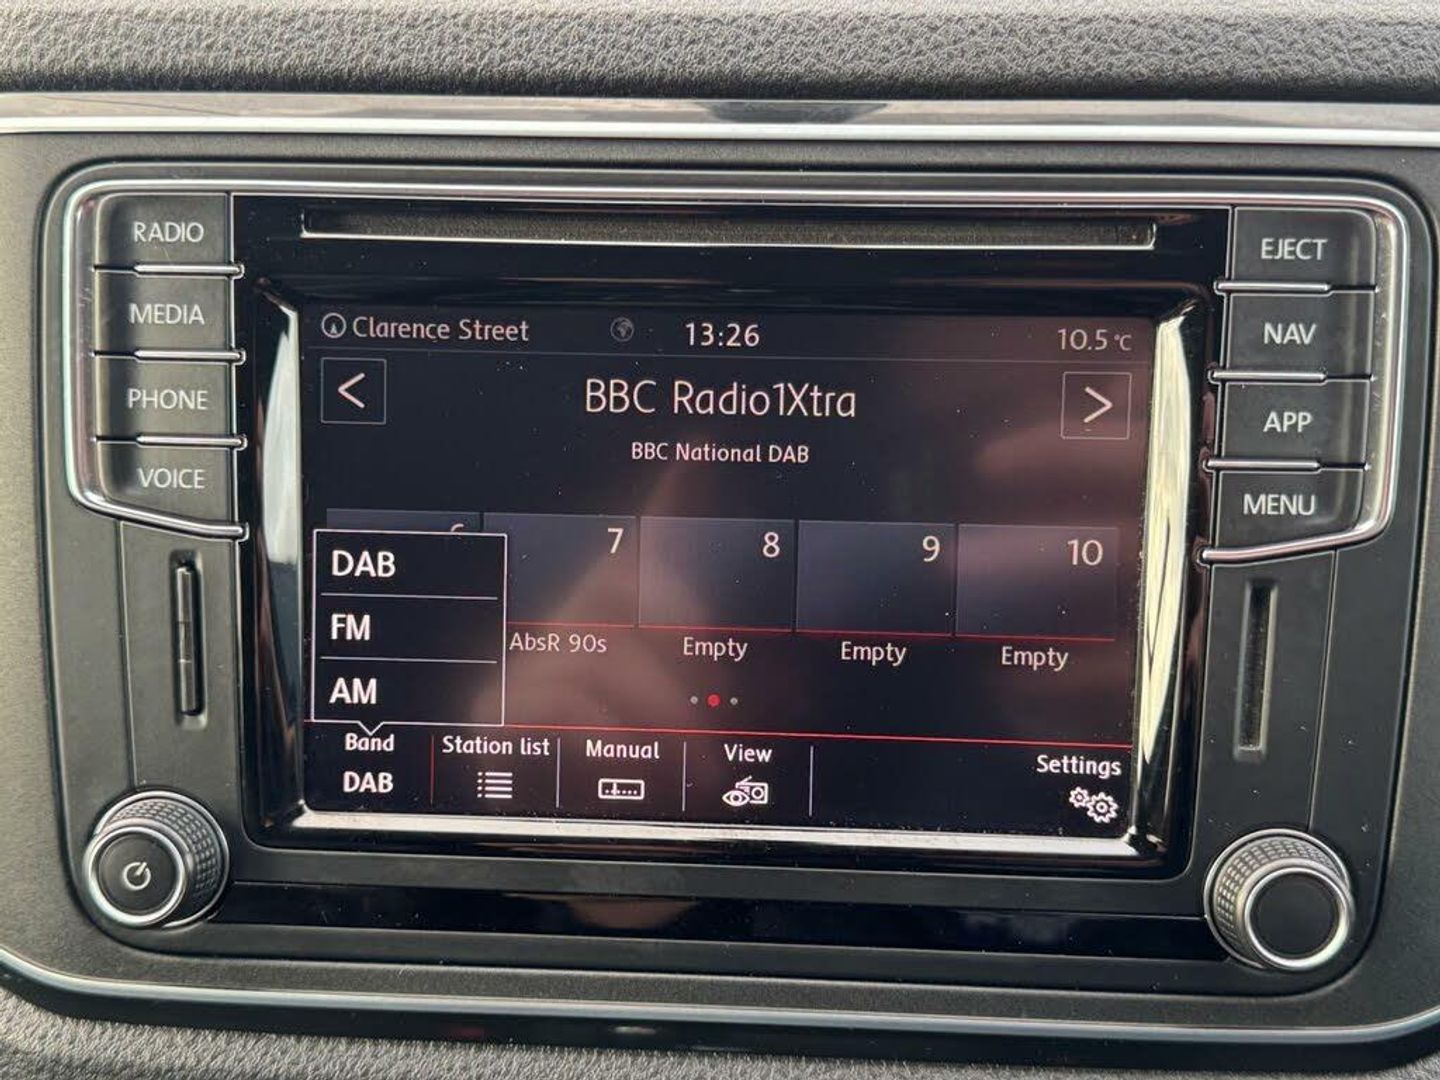 RADIO
MEDIA
PHONE
VOICE
EJECT
NAV
APP
MENU
Clarence Street
13:26
10.5 °C
<
BBC Radio1Xtra
>
BBC National DAB
7
8
9
10
DAB
FM
AM
AbsR 90s
Empty
Empty
Empty
Band
DAB
Station list
Manual
View
Settings